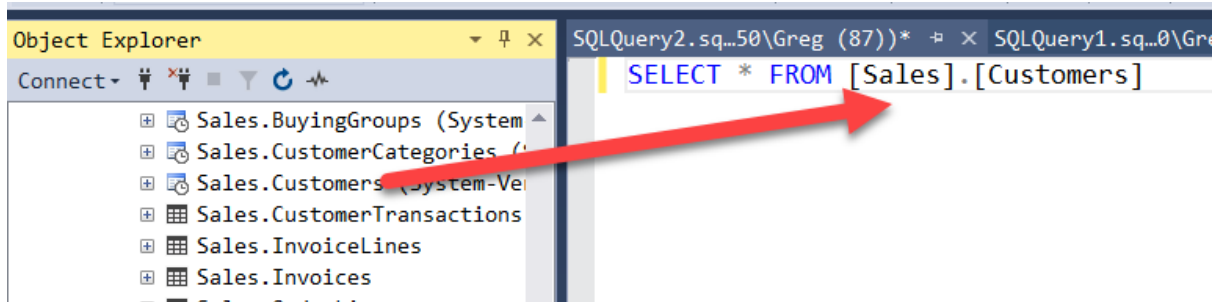 Object Explorer
SQLQuery2.sq...50\Greg (87))*
SQLQuery1.sq...0\Gre
Connect
SELECT * FROM [Sales].[Customers]
Sales.BuyingGroups (System
Sales.CustomerCategories (
Sales.Customers (System-Ve
Sales.CustomerTransactions
Sales.InvoiceLines
Sales.Invoices